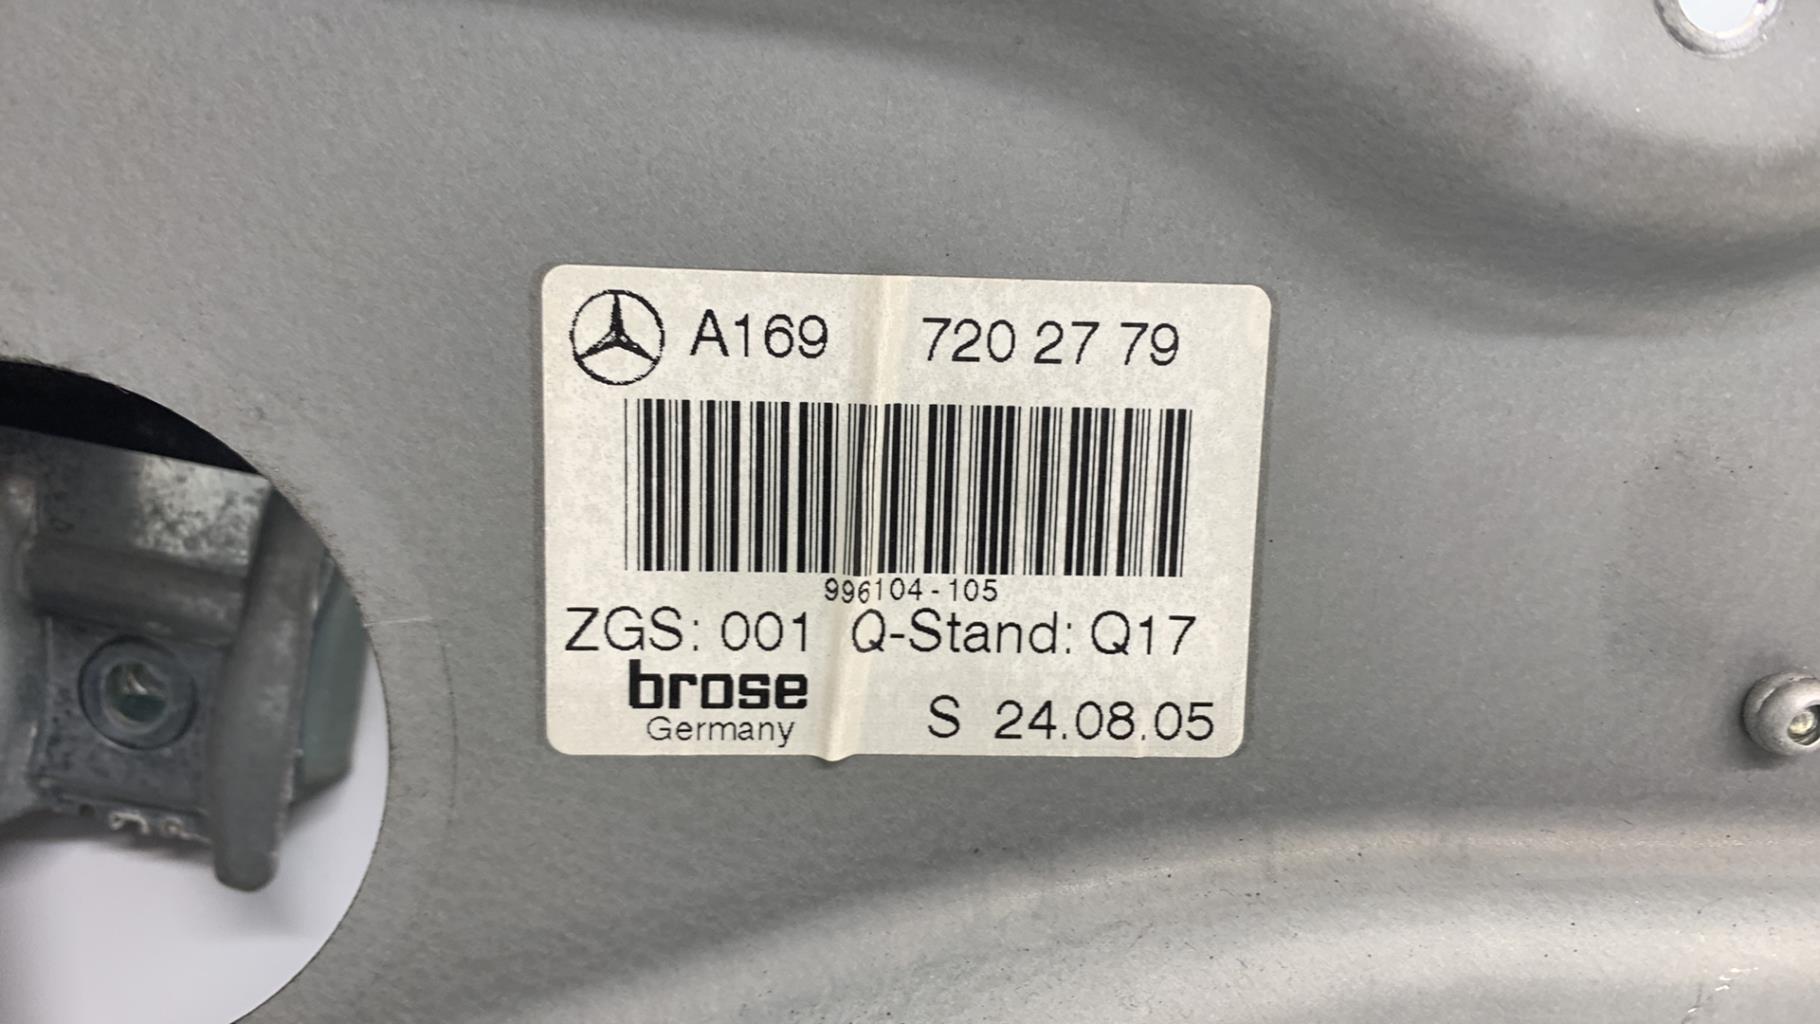 A169 720 27 79
996104-105
ZGS: 001 Q-Stand: Q17
brose
Germany
S 24.08.05